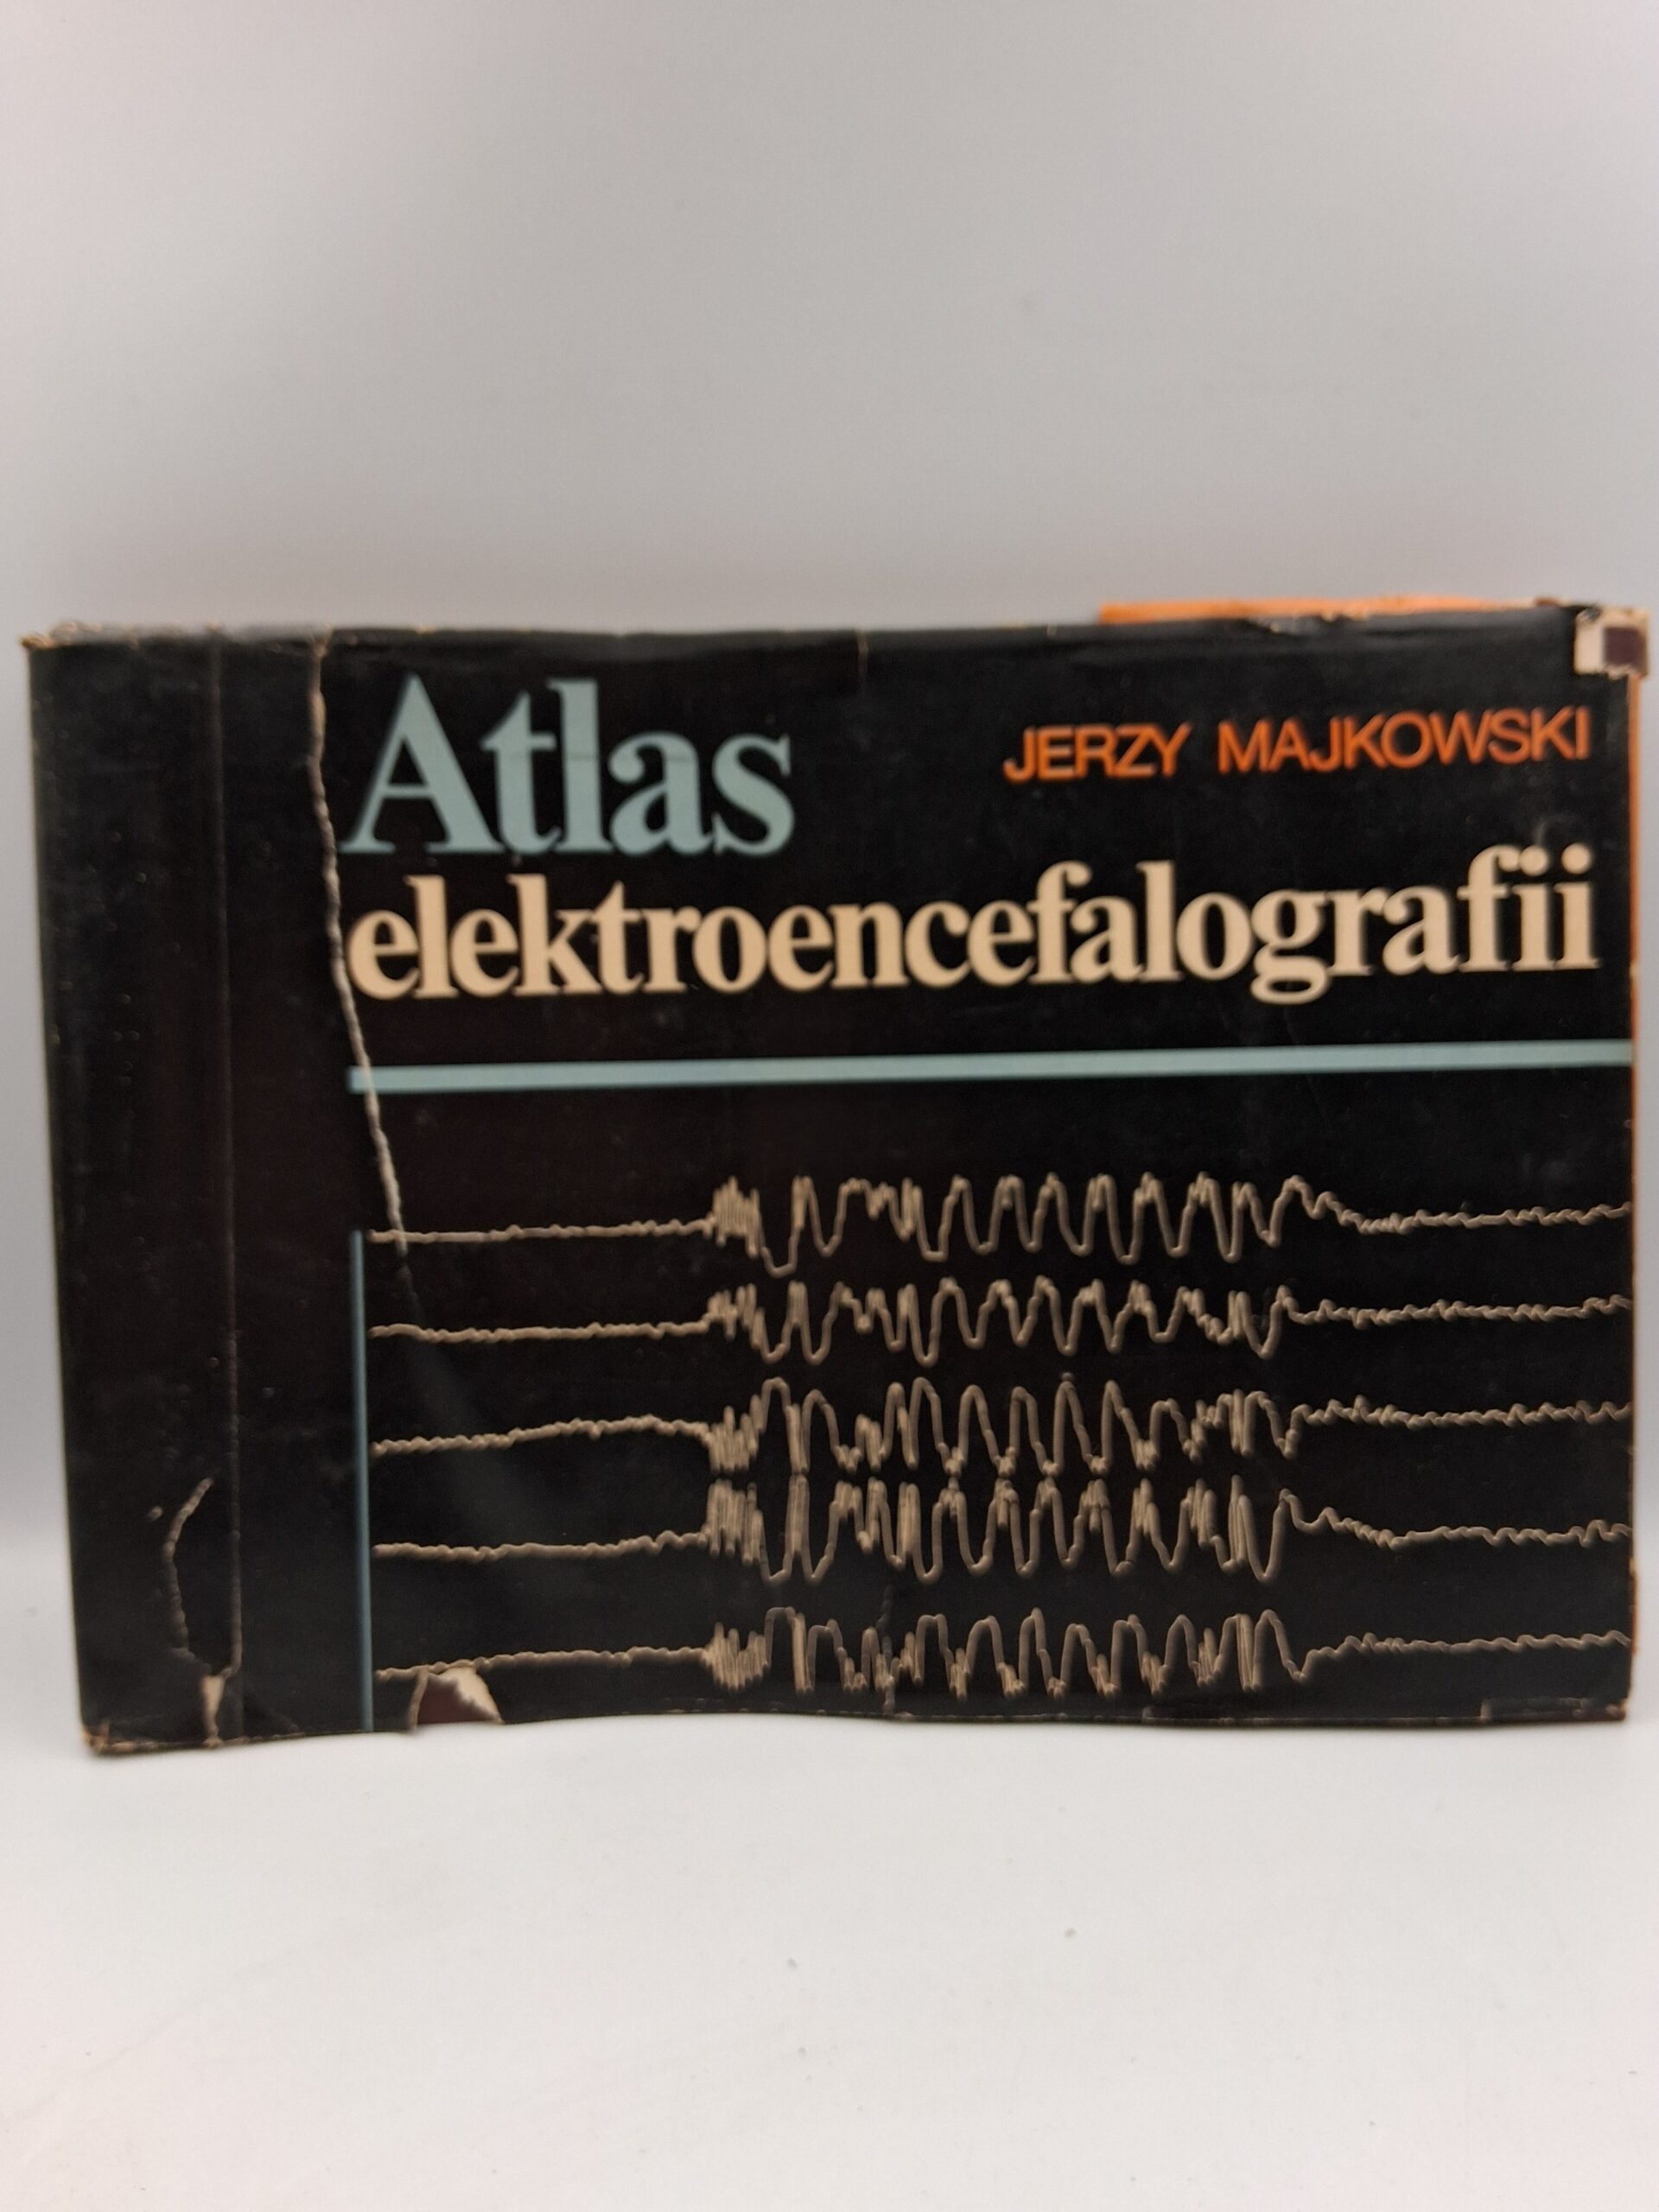 Atlas
JERZY MAJKOWSKI
elektroencefalografii